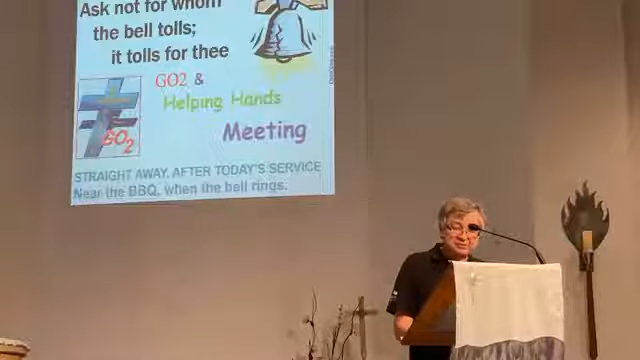 Ask not for whom
the bell tolls;
it tolls for thee
GO2 &
Helping Hands
GO2
Meeting
STRAIGHT AWAY. AFTER TODAY'S SERVICE
Near the BBQ. when the bell rings.